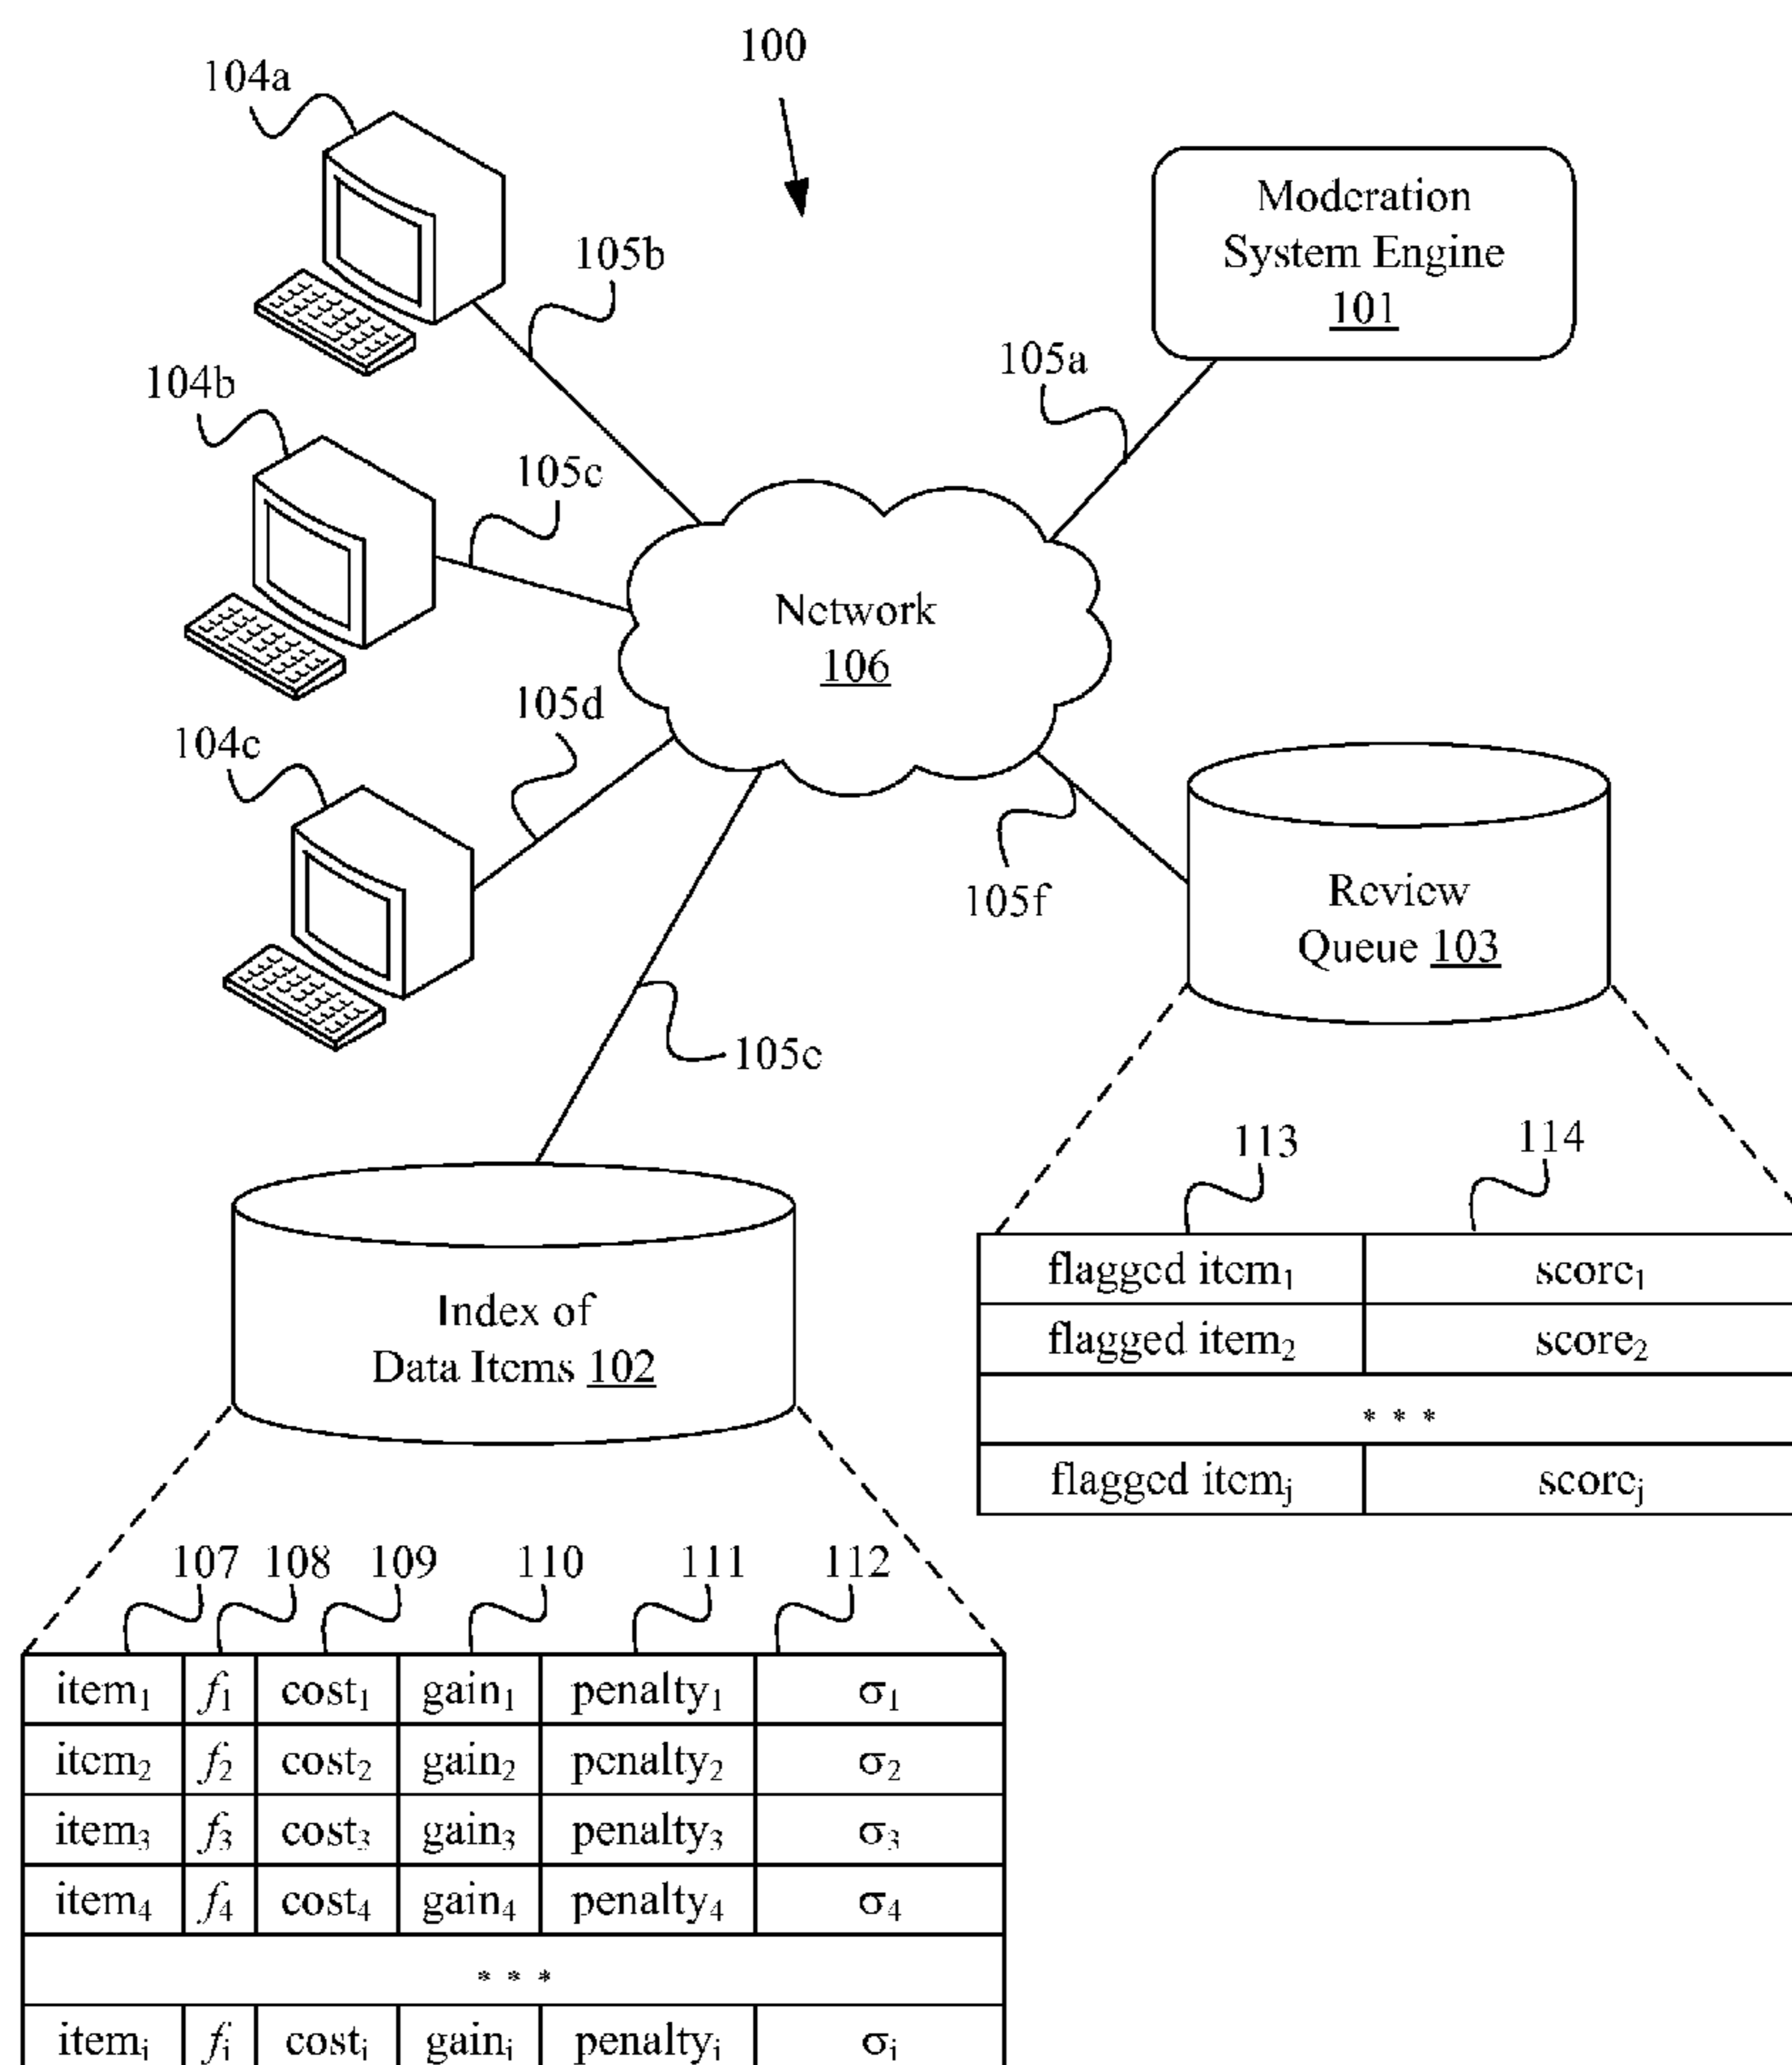 100
104a
Moderation
System Engine
101
105b
105a
104b
105c
Network
106
105d
104c
105f
Review
Queue 103
105e
113 114
flagged item1 score1
flagged item2 score2
* * *
flagged itemj scorej
Index of
Data Items 102
107 108 109 110 111 112
item1 f1 cost1 gain1 penalty1 σ1
item2 f2 cost2 gain2 penalty2 σ2
item3 f3 cost3 gain3 penalty3 σ3
item4 f4 cost4 gain4 penalty4 σ4
* * *
itemi fi costi gaini penaltyi σi